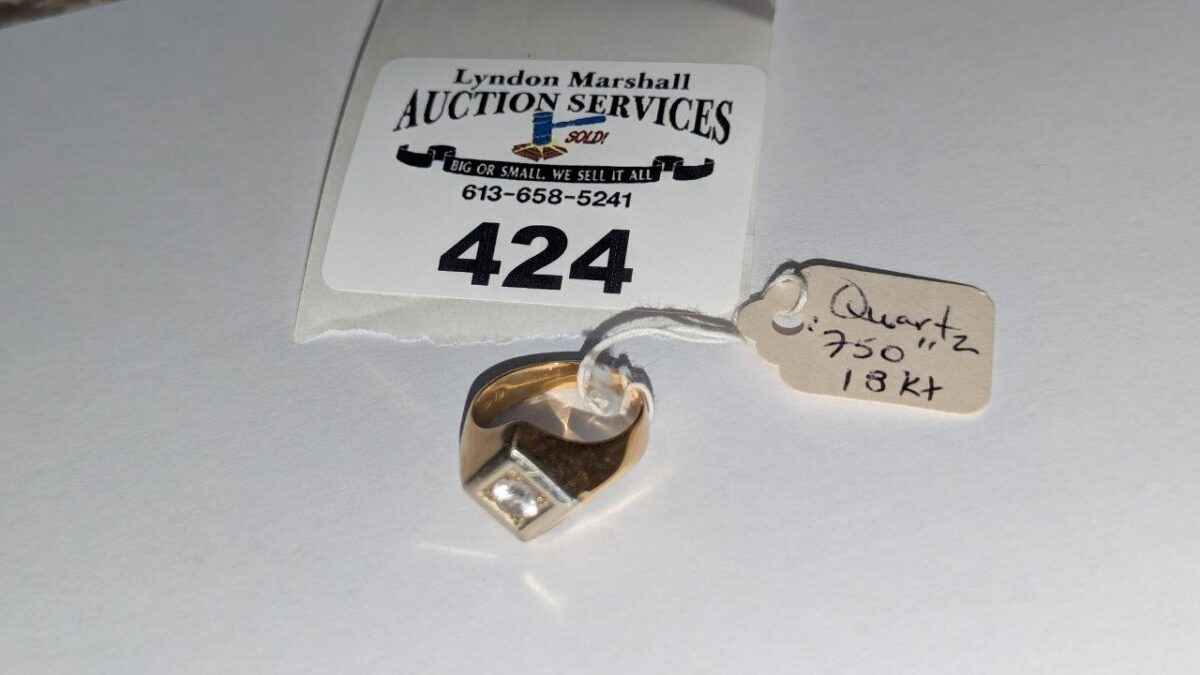 Lyndon Marshall
AUCTION SERVICES
SOLD!
BIG OR SMALL, WE SELL IT ALL
613-658-5241
424
Quartz
"750"
18Kt